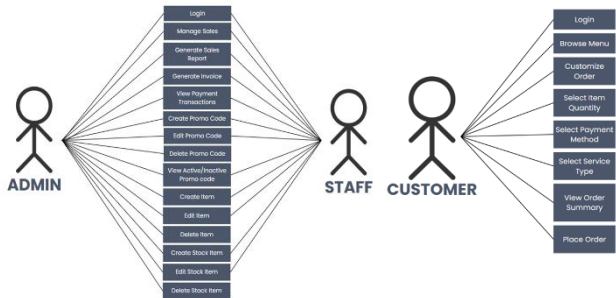 Login
Manage Sales
Generate Sales
Report
Generate Invoice
View Payment
Transactions
Create Promo Code
Edit Promo Code
Delete Promo Code
View Active/Inactive
Promo code
Create Item
Edit Item
Delete Item
Create Stock Item
Edit Stock Item
Delete Stock Item
ADMIN
STAFF
CUSTOMER
Login
Browse Menu
Customize
Order
Select Item
Quantity
Select Payment
Method
Select Service
Type
View Order
Summary
Place Order